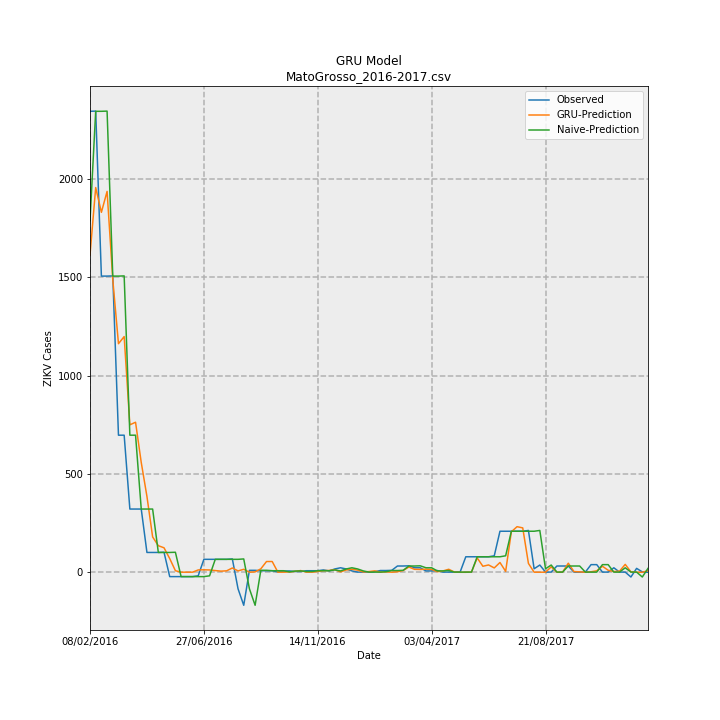 GRU Model
MatoGrosso_2016-2017.csv
Observed
GRU-Prediction
Naive-Prediction
2000
1500
1000
500
0
ZIKV Cases
08/02/2016
27/06/2016
14/11/2016
03/04/2017
21/08/2017
Date